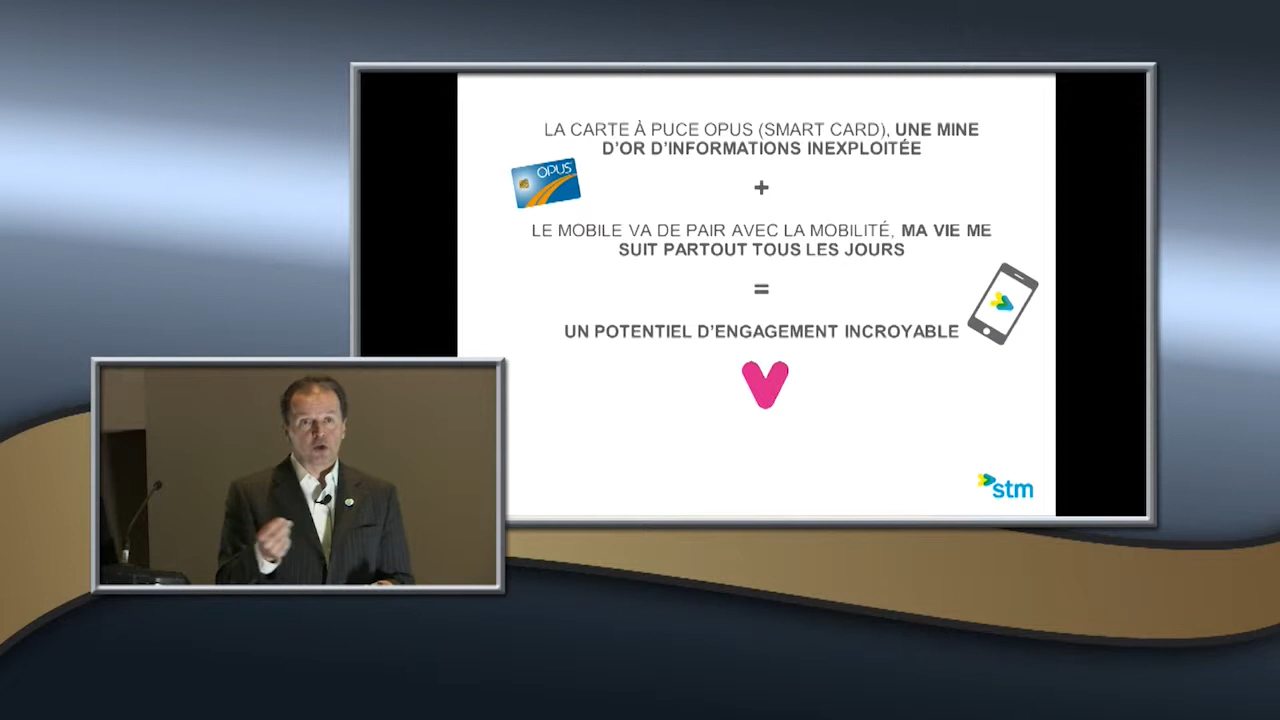 LA CARTE À PUCE OPUS (SMART CARD), UNE MINE
D'OR D'INFORMATIONS INEXPLOITÉE
OPUS
+
LE MOBILE VA DE PAIR AVEC LA MOBILITÉ, MA VIE ME
SUIT PARTOUT TOUS LES JOURS
=
UN POTENTIEL D'ENGAGEMENT INCROYABLE
stm